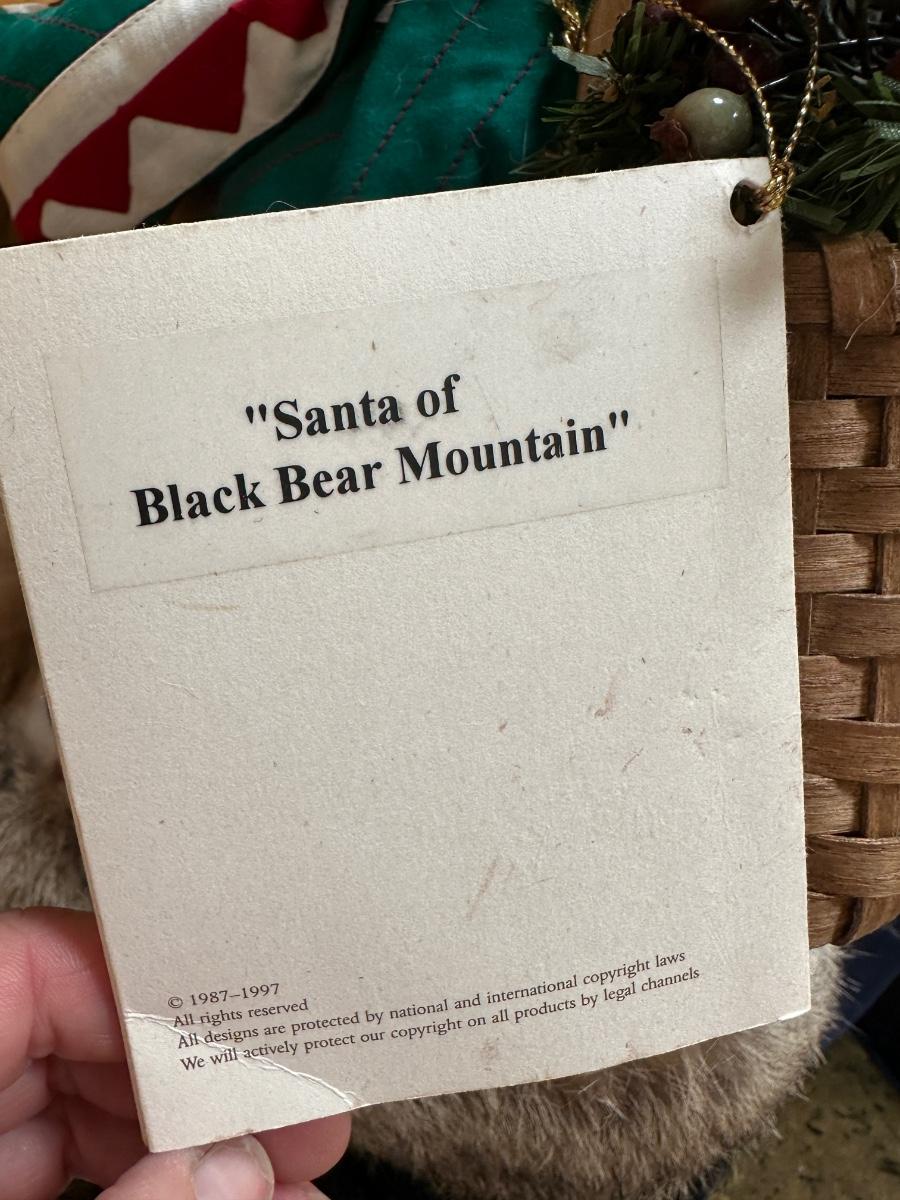 "Santa of
Black Bear Mountain"
© 1987–1997
All rights reserved
All designs are protected by national and international copyright laws
We will actively protect our copyright on all products by legal channels